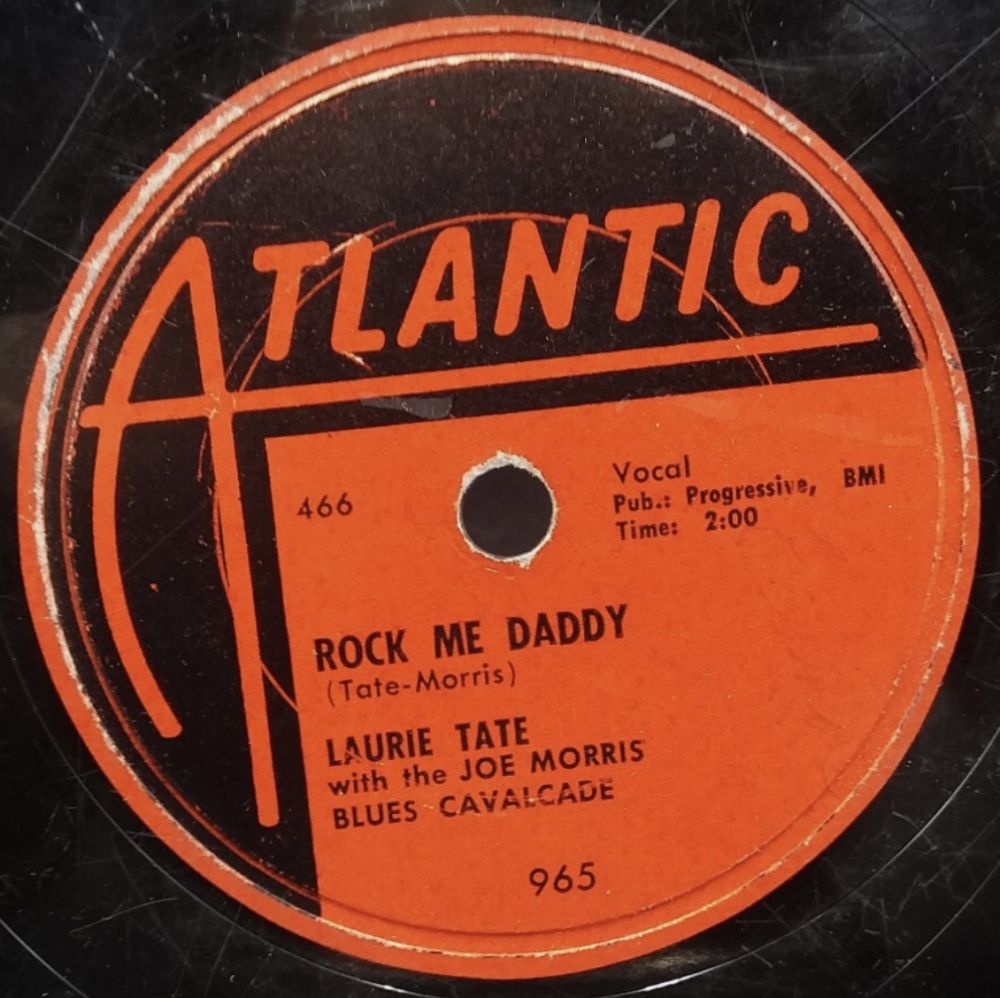 ATLANTIC
466
Vocal
Pub.: Progressive, BMI
Time: 2:00
ROCK ME DADDY
(Tate-Morris)
LAURIE TATE
with the JOE MORRIS
BLUES CAVALCADE
965